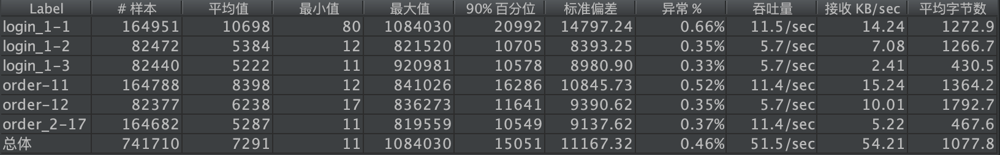 Label # 样本 平均值 最小值 最大值 90% 百分位 标准偏差 异常 % 吞吐量 接收 KB/sec 平均字节数
login_1-1 164951 10698 80 1084030 20992 14797.24 0.66% 11.5/sec 14.24 1272.9
login_1-2 82472 5384 12 821520 10705 8393.25 0.35% 5.7/sec 7.08 1266.7
login_1-3 82440 5222 11 920981 10578 8980.90 0.33% 5.7/sec 2.41 430.5
order-11 164788 8398 12 841026 16286 10845.73 0.52% 11.4/sec 15.24 1364.2
order-12 82377 6238 17 836273 11641 9390.62 0.35% 5.7/sec 10.01 1792.7
order_2-17 164682 5287 11 819559 10549 9137.62 0.37% 11.4/sec 5.22 467.6
总体 741710 7291 11 1084030 15051 11167.32 0.46% 51.5/sec 54.21 1077.8